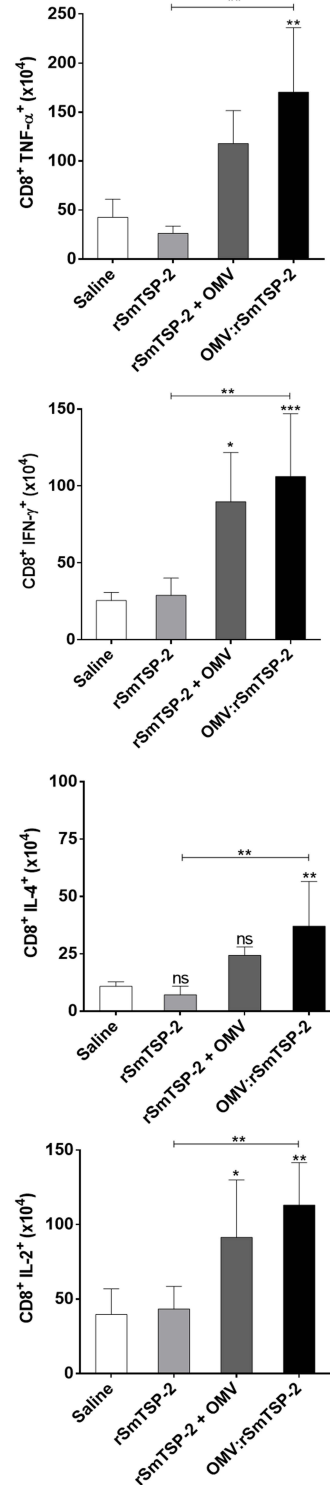 250
**
200
150
100
50
0
CD8+ TNF-α+ (x10⁴)
Saline
rSmTSP-2
rSmTSP-2 + OMV
OMV:rSmTSP-2
150
**
***
*
100
50
0
CD8+ IFN-γ+ (x10⁴)
Saline
rSmTSP-2
rSmTSP-2 + OMV
OMV:rSmTSP-2
100
75
**
**
50
ns
ns
25
0
CD8+ IL-4+ (x10⁴)
Saline
rSmTSP-2
rSmTSP-2 + OMV
OMV:rSmTSP-2
150
**
**
*
100
50
0
CD8+ IL-2+ (x10⁴)
Saline
rSmTSP-2
rSmTSP-2 + OMV
OMV:rSmTSP-2